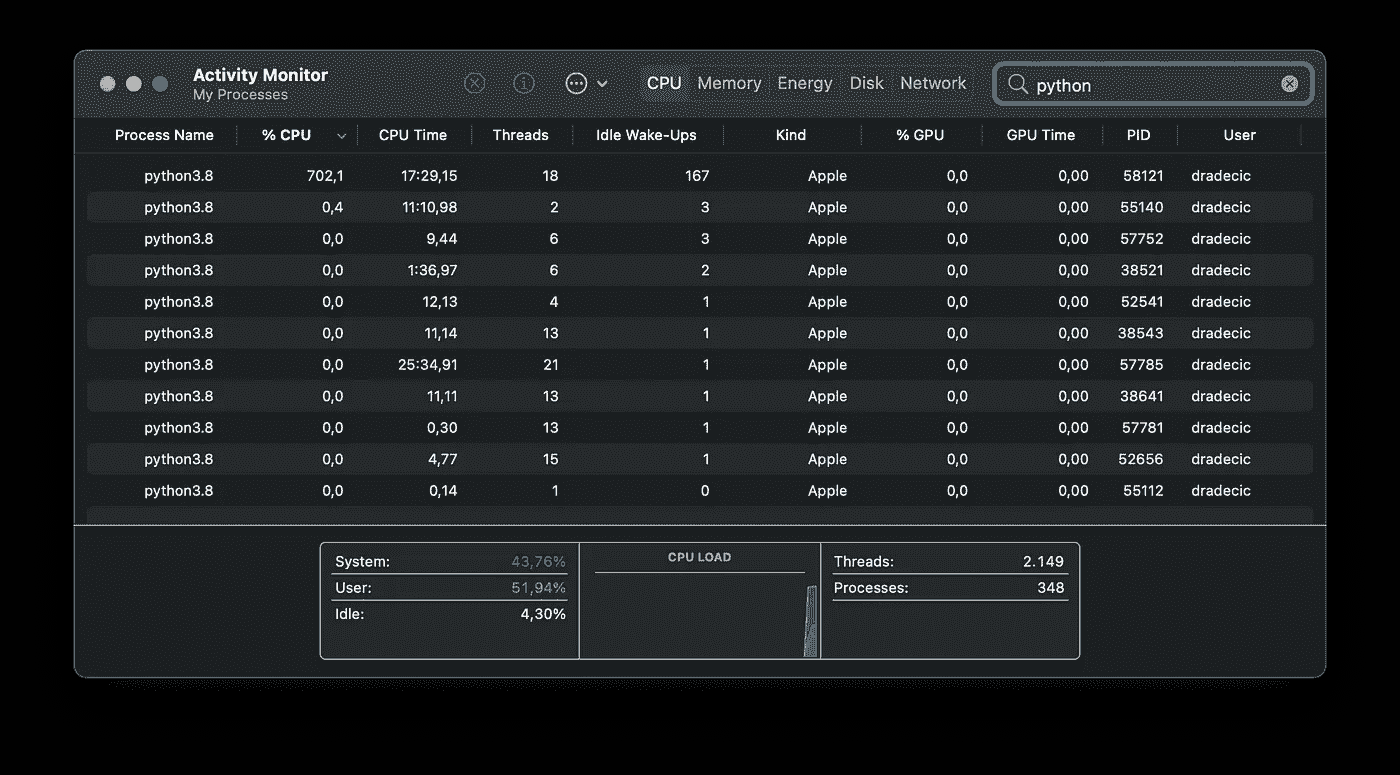 Activity Monitor
My Processes
CPU Memory Energy Disk Network
python
Process Name % CPU CPU Time Threads Idle Wake-Ups Kind % GPU GPU Time PID User
python3.8 702,1 17:29,15 18 167 Apple 0,0 0,00 58121 dradecic
python3.8 0,4 11:10,98 2 3 Apple 0,0 0,00 55140 dradecic
python3.8 0,0 9,44 6 3 Apple 0,0 0,00 57752 dradecic
python3.8 0,0 1:36,97 6 2 Apple 0,0 0,00 38521 dradecic
python3.8 0,0 12,13 4 1 Apple 0,0 0,00 52541 dradecic
python3.8 0,0 11,14 13 1 Apple 0,0 0,00 38543 dradecic
python3.8 0,0 25:34,91 21 1 Apple 0,0 0,00 57785 dradecic
python3.8 0,0 11,11 13 1 Apple 0,0 0,00 38641 dradecic
python3.8 0,0 0,30 13 1 Apple 0,0 0,00 57781 dradecic
python3.8 0,0 4,77 15 1 Apple 0,0 0,00 52656 dradecic
python3.8 0,0 0,14 1 0 Apple 0,0 0,00 55112 dradecic
System: 43,76%
User: 51,94%
Idle: 4,30%
CPU LOAD
Threads: 2.149
Processes: 348